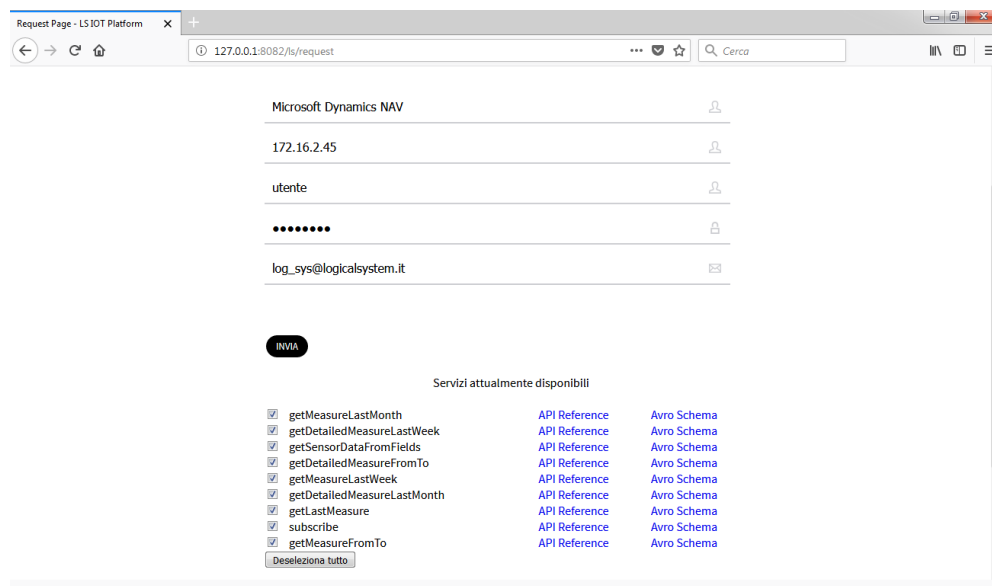 Request Page - LS IOT Platform
127.0.0.1:8082/ls/request
Cerca
Microsoft Dynamics NAV
172.16.2.45
utente
••••••••
log_sys@logicalsystem.it
INVIA
Servizi attualmente disponibili
getMeasureLastMonth API Reference Avro Schema
getDetailedMeasureLastWeek API Reference Avro Schema
getSensorDataFromFields API Reference Avro Schema
getDetailedMeasureFromTo API Reference Avro Schema
getMeasureLastWeek API Reference Avro Schema
getDetailedMeasureLastMonth API Reference Avro Schema
getLastMeasure API Reference Avro Schema
subscribe API Reference Avro Schema
getMeasureFromTo API Reference Avro Schema
Deseleziona tutto